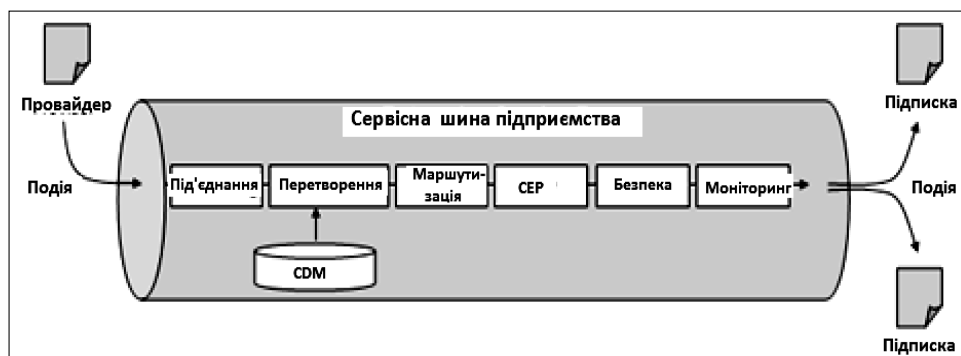 Провайдер
Подія
Сервісна шина підприємства
Під'єднання
Перетворення
Маршути-
зація
CEP
Безпека
Моніторинг
CDM
Підписка
Подія
Підписка